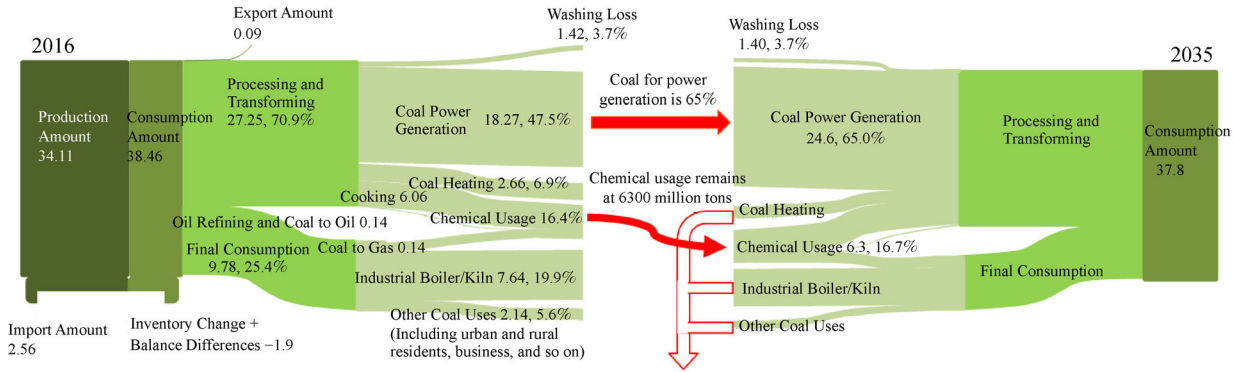 Export Amount
0.09
2016
Production
Amount
34.11
Consumption
Amount
38.46
Import Amount
2.56
Inventory Change +
Balance Differences −1.9
Processing and
Transforming
27.25, 70.9%
Final Consumption
9.78, 25.4%
Washing Loss
1.42, 3.7%
Coal Power
Generation
18.27, 47.5%
Coal Heating 2.66, 6.9%
Cooking 6.06
Chemical Usage 16.4%
Oil Refining and Coal to Oil 0.14
Coal to Gas 0.14
Industrial Boiler/Kiln 7.64, 19.9%
Other Coal Uses 2.14, 5.6%
(Including urban and rural
residents, business, and so on)
Coal for power
generation is 65%
Chemical usage remains
at 6300 million tons
Washing Loss
1.40, 3.7%
Coal Power Generation
24.6, 65.0%
Coal Heating
Chemical Usage 6.3, 16.7%
Industrial Boiler/Kiln
Other Coal Uses
Processing and
Transforming
Final Consumption
2035
Consumption
Amount
37.8